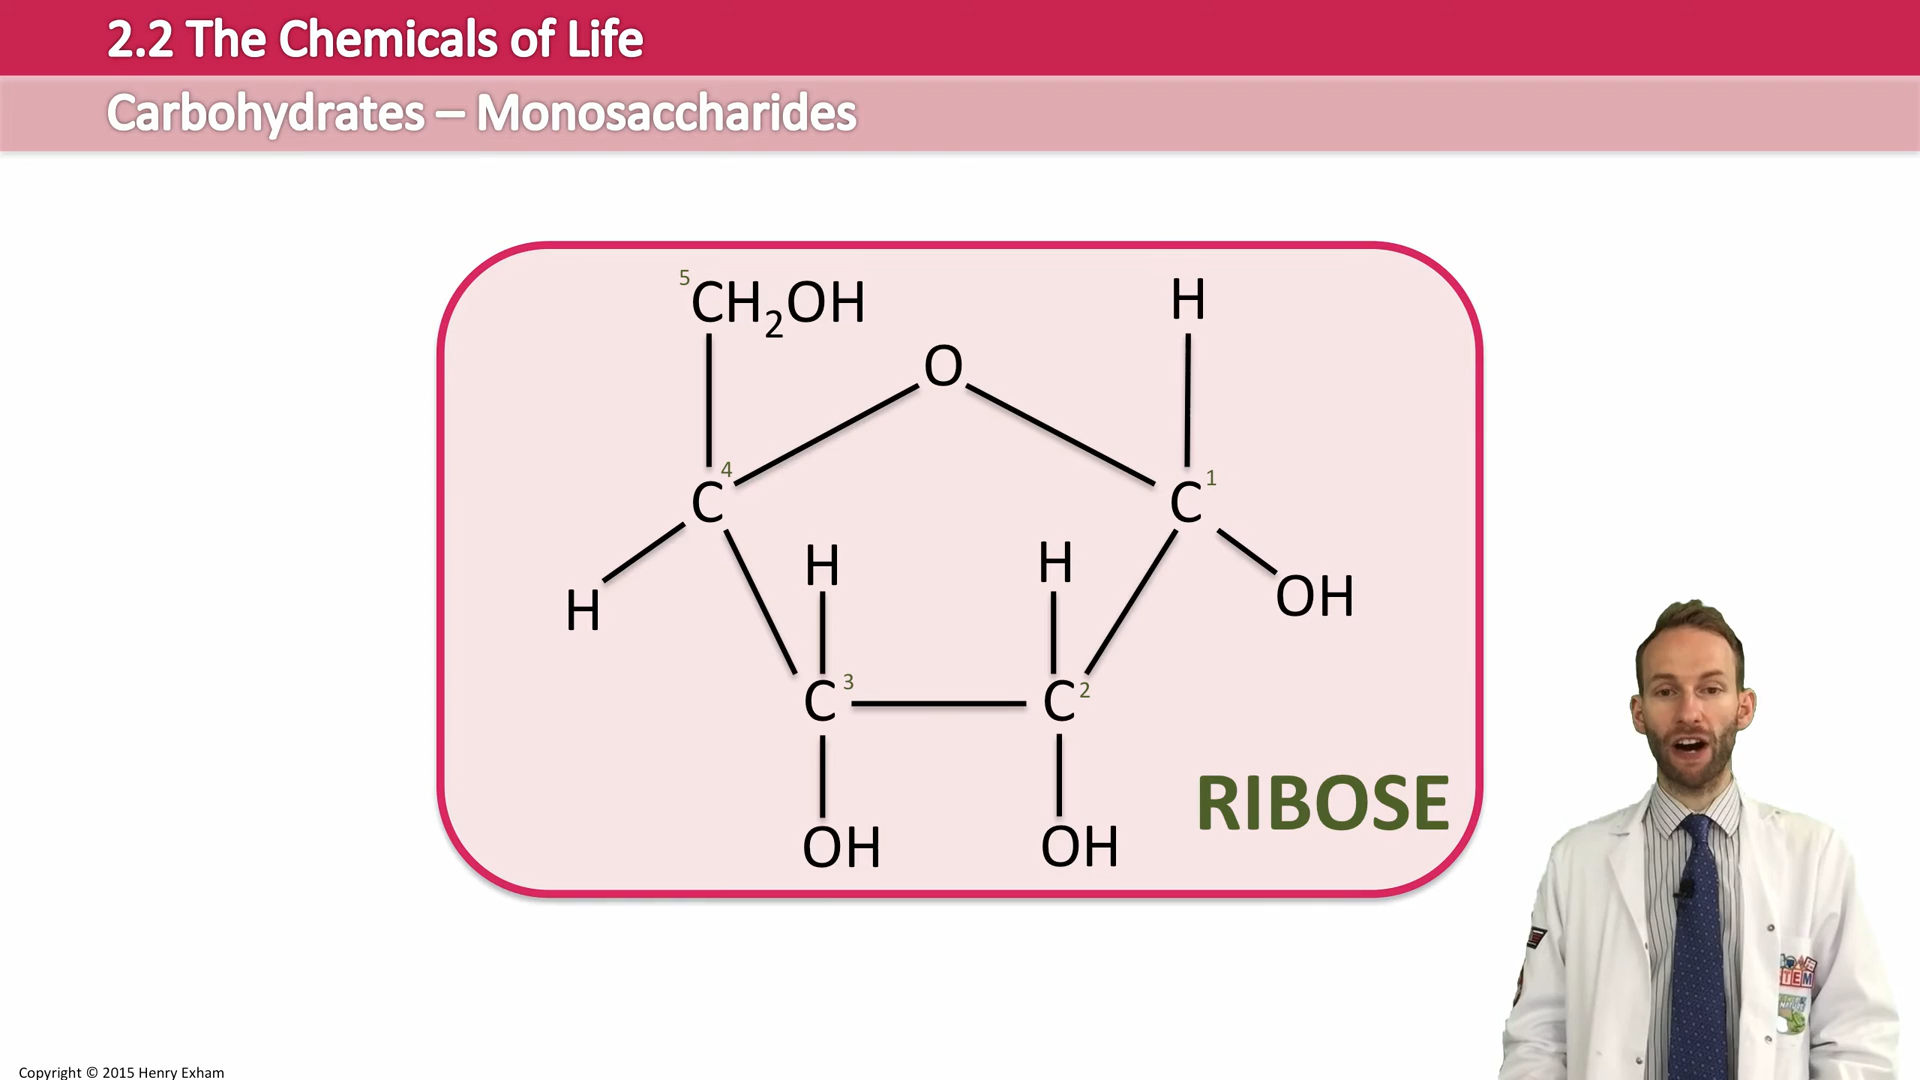 2.2 The Chemicals of Life
Carbohydrates – Monosaccharides
5
CH2OH
H
O
4
C
1
C
H
H
H
OH
3
C
2
C
RIBOSE
OH
OH
STEM
Copyright © 2015 Henry Exham